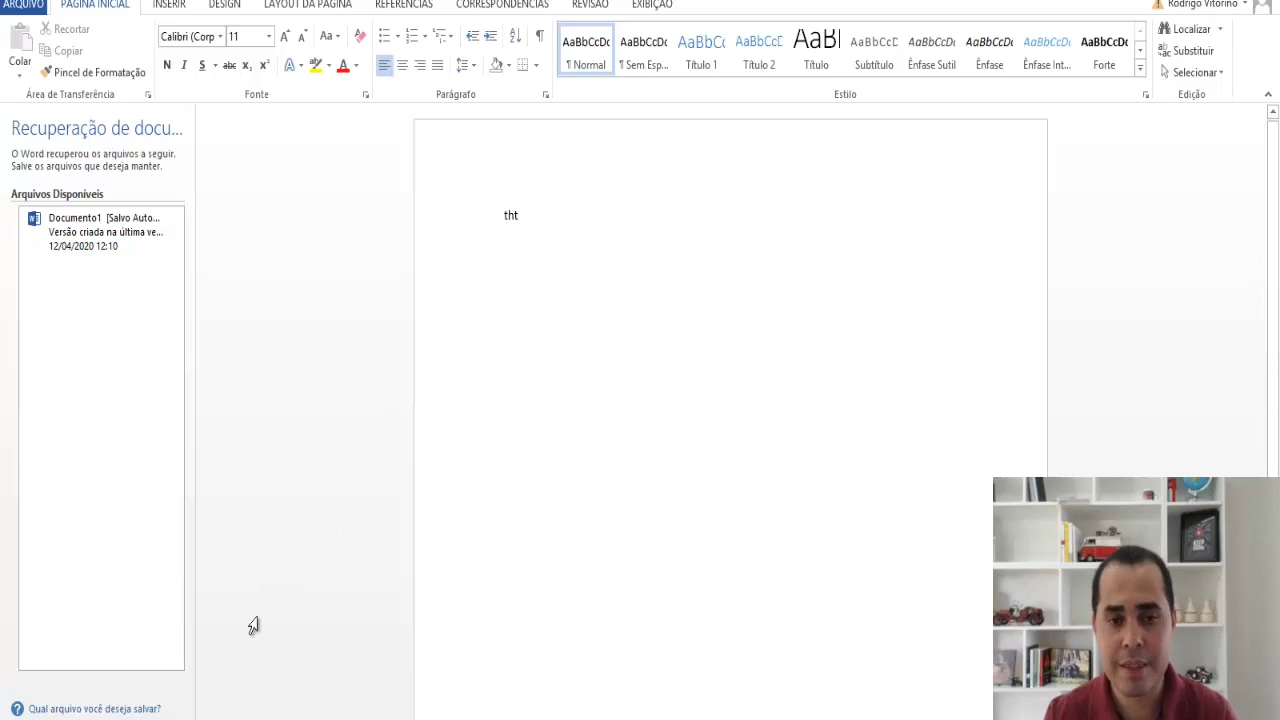 ARQUIVO PÁGINA INICIAL INSERIR DESIGN LAYOUT DA PÁGINA REFERÊNCIAS CORRESPONDÊNCIAS REVISÃO EXIBIÇÃO Rodrigo Vitorino
Colar
Recortar
Copiar
Pincel de Formatação
Área de Transferência
Calibri (Corp 11
Aa
N I S abc x₂ x² A A
Fonte
Parágrafo
AaBbCcDc AaBbCcDc AaBbCc AaBbCcC AaBl AaBbCcC AaBbCcDc AaBbCcDc AaBbCcDc AaBbCcDc
¶ Normal ¶ Sem Esp... Título 1 Título 2 Título Subtítulo Ênfase Sutil Ênfase Ênfase Int... Forte
Estilo
Localizar
Substituir
Selecionar
Edição
Recuperação de docu...
O Word recuperou os arquivos a seguir.
Salve os arquivos que deseja manter.
Arquivos Disponíveis
Documento1 [Salvo Auto...
Versão criada na última ve...
12/04/2020 12:10
Qual arquivo você deseja salvar?
tht